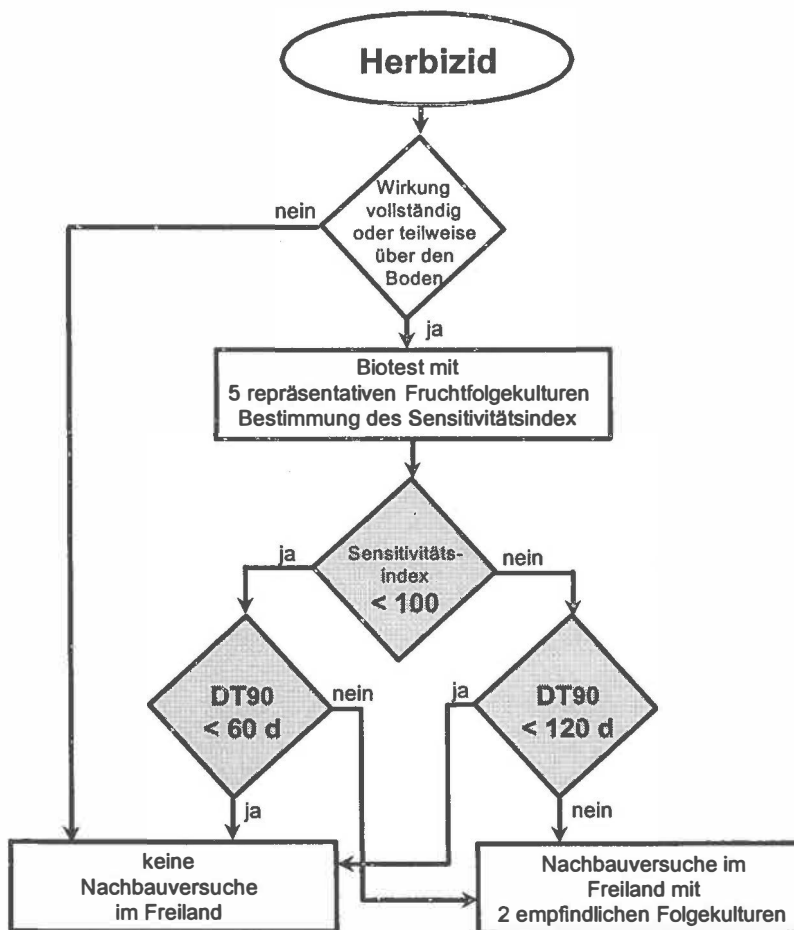 Herbizid
Wirkung
vollständig
oder teilweise
über den
Boden
nein
ja
Biotest mit
5 repräsentativen Fruchtfolgekulturen
Bestimmung des Sensitivitätsindex
ja
Sensitivitäts-
index
< 100
nein
DT90
< 60 d
nein
ja
DT90
< 120 d
ja
nein
keine
Nachbauversuche
im Freiland
Nachbauversuche im
Freiland mit
2 empfindlichen Folgekulturen